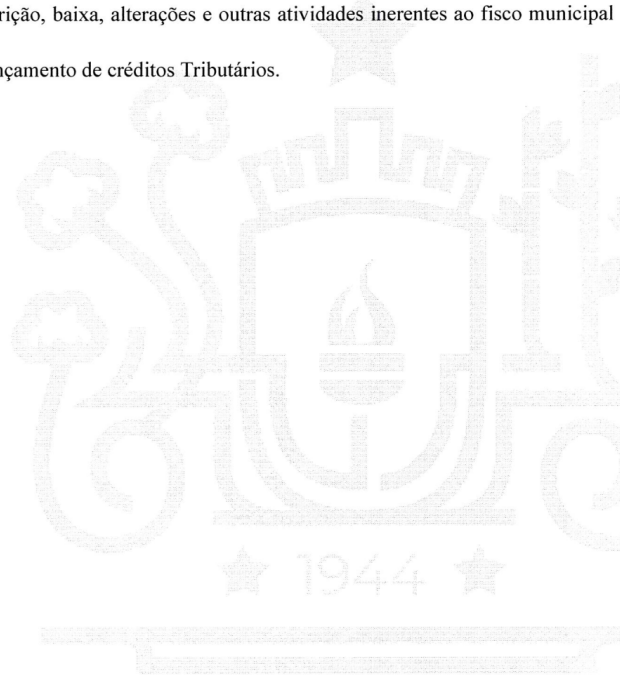 rição, baixa, alterações e outras atividades inerentes ao fisco municipal
nçamento de créditos Tributários.
1944